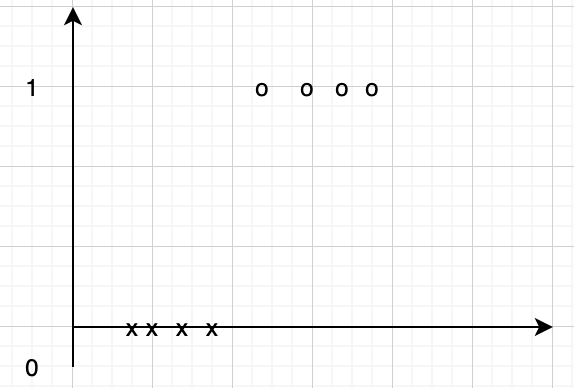 1
o o o o
x x x x
0